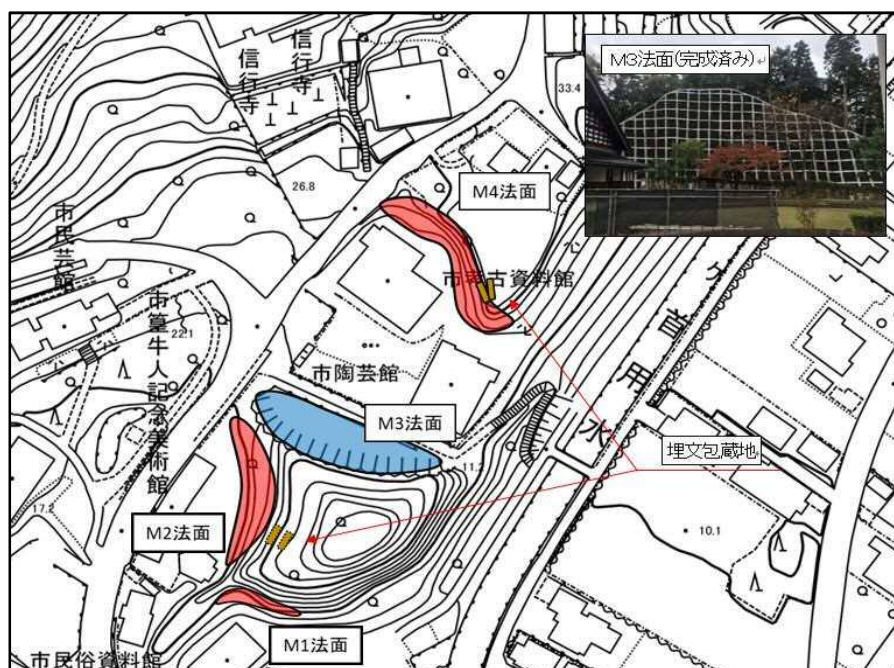 信行寺
信行寺
33.4
M3法面(完成済み)
26.8
M4法面
市民芸館
市考古資料館
22.1
市篁牛人記念美術館
市陶芸館
M3法面
11.2
首
用
水
埋文包蔵地
17.2
M2法面
10.1
M1法面
市民俗資料館